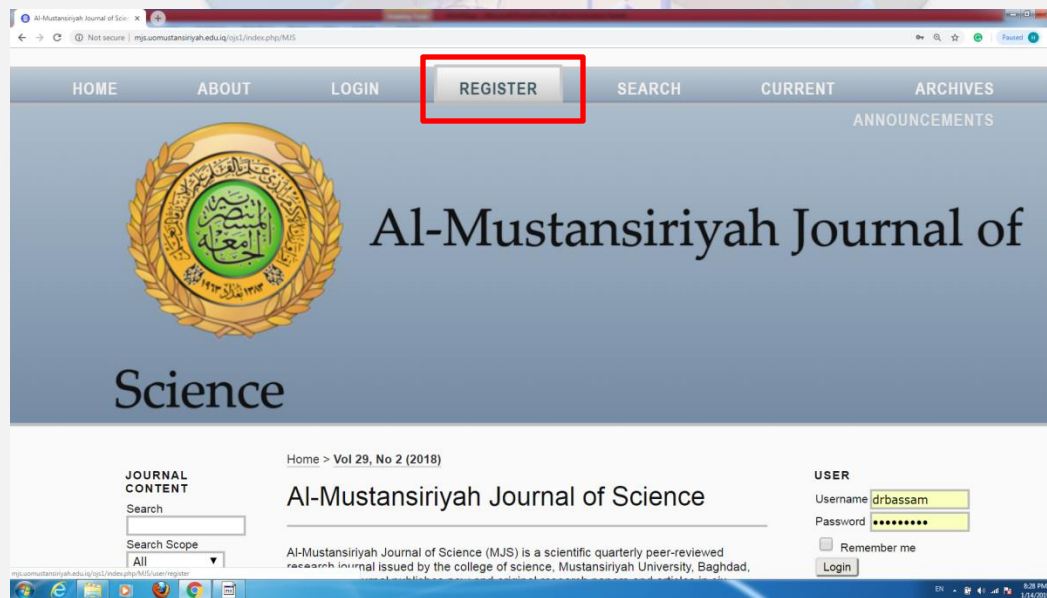 Al-Mustansiriyah Journal of Scie
Not secure | mjs.uomustansiriyah.edu.iq/ojs1/index.php/MJS
Paused
HOME ABOUT LOGIN REGISTER SEARCH CURRENT ARCHIVES
ANNOUNCEMENTS
Al-Mustansiriyah Journal of
Science
Home > Vol 29, No 2 (2018)
JOURNAL
CONTENT
Search
Search Scope
All
Al-Mustansiriyah Journal of Science
Al-Mustansiriyah Journal of Science (MJS) is a scientific quarterly peer-reviewed
research journal issued by the college of science, Mustansiriyah University, Baghdad,
USER
Username drbassam
Password •••••••••
Remember me
Login
mjs.uomustansiriyah.edu.iq/ojs1/index.php/MJS/user/register
EN
8:28 PM